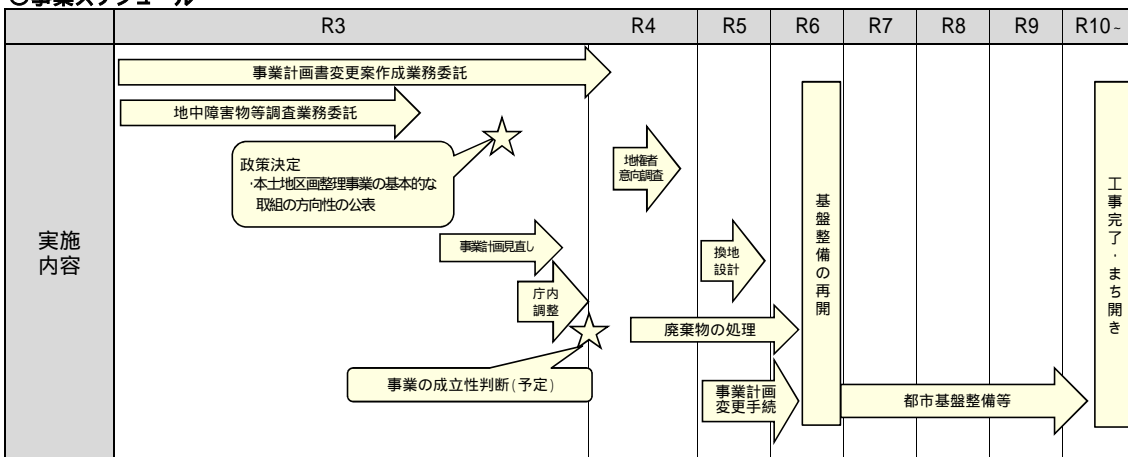 ○事業スケジュール
R3 R4 R5 R6 R7 R8 R9 R10~
実施
内容
事業計画書変更案作成業務委託
地中障害物等調査業務委託
政策決定
・本土地区画整理事業の基本的な
取組の方向性の公表
地権者
意向調査
事業計画見直し
換地
設計
庁内
調整
廃棄物の処理
事業の成立性判断(予定)
事業計画
変更手続
基盤整備の再開
都市基盤整備等
工事完了・まち開き